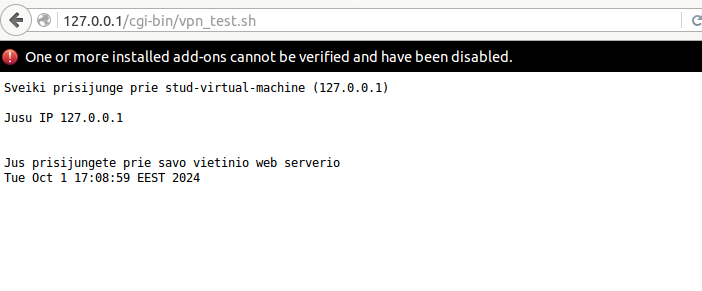 127.0.0.1/cgi-bin/vpn_test.sh
One or more installed add-ons cannot be verified and have been disabled.
Sveiki prisijunge prie stud-virtual-machine (127.0.0.1)
Jusu IP 127.0.0.1
Jus prisijungete prie savo vietinio web serverio
Tue Oct 1 17:08:59 EEST 2024